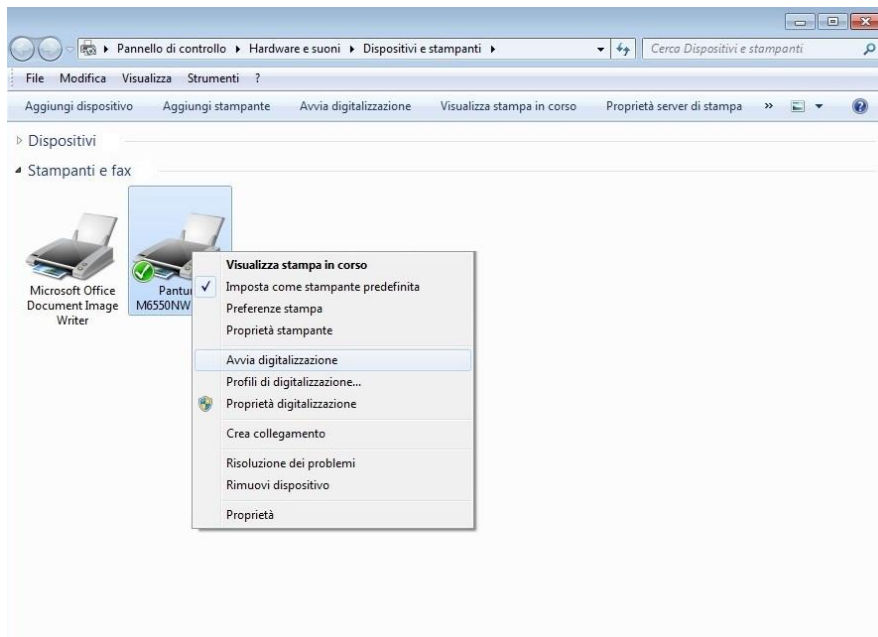 Pannello di controllo ▸ Hardware e suoni ▸ Dispositivi e stampanti ▸
Cerca Dispositivi e stampanti
File Modifica Visualizza Strumenti ?
Aggiungi dispositivo Aggiungi stampante Avvia digitalizzazione Visualizza stampa in corso Proprietà server di stampa »
Dispositivi
Stampanti e fax
Microsoft Office
Document Image
Writer
M6550NW
Visualizza stampa in corso
Imposta come stampante predefinita
Preferenze stampa
Proprietà stampante
Avvia digitalizzazione
Profili di digitalizzazione...
Proprietà digitalizzazione
Crea collegamento
Risoluzione dei problemi
Rimuovi dispositivo
Proprietà